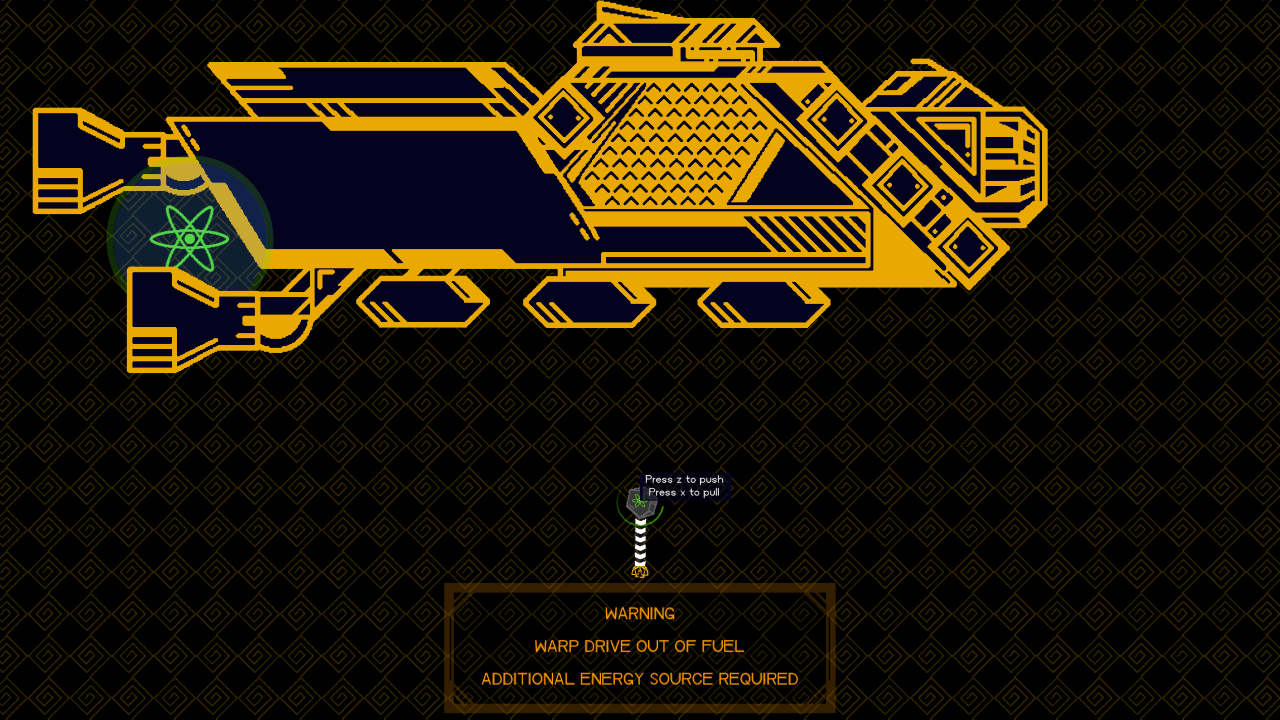 Press z to push
Press x to pull
WARNING
WARP DRIVE OUT OF FUEL
ADDITIONAL ENERGY SOURCE REQUIRED